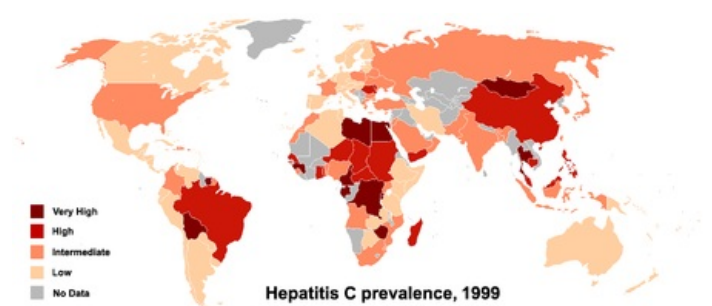 Very High
High
Intermediate
Low
No Data
Hepatitis C prevalence, 1999